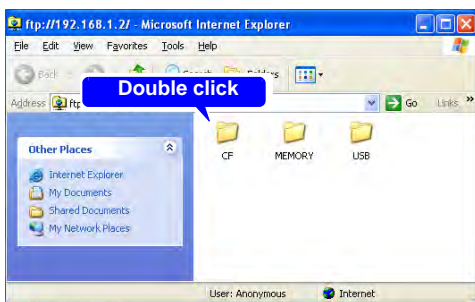 ftp://192.168.1.2/ - Microsoft Internet Explorer
File Edit View Favorites Tools Help
Back
Double click
Address ftp
Go Links »
Other Places
CF MEMORY USB
Internet Explorer
My Documents
Shared Documents
My Network Places
User: Anonymous Internet